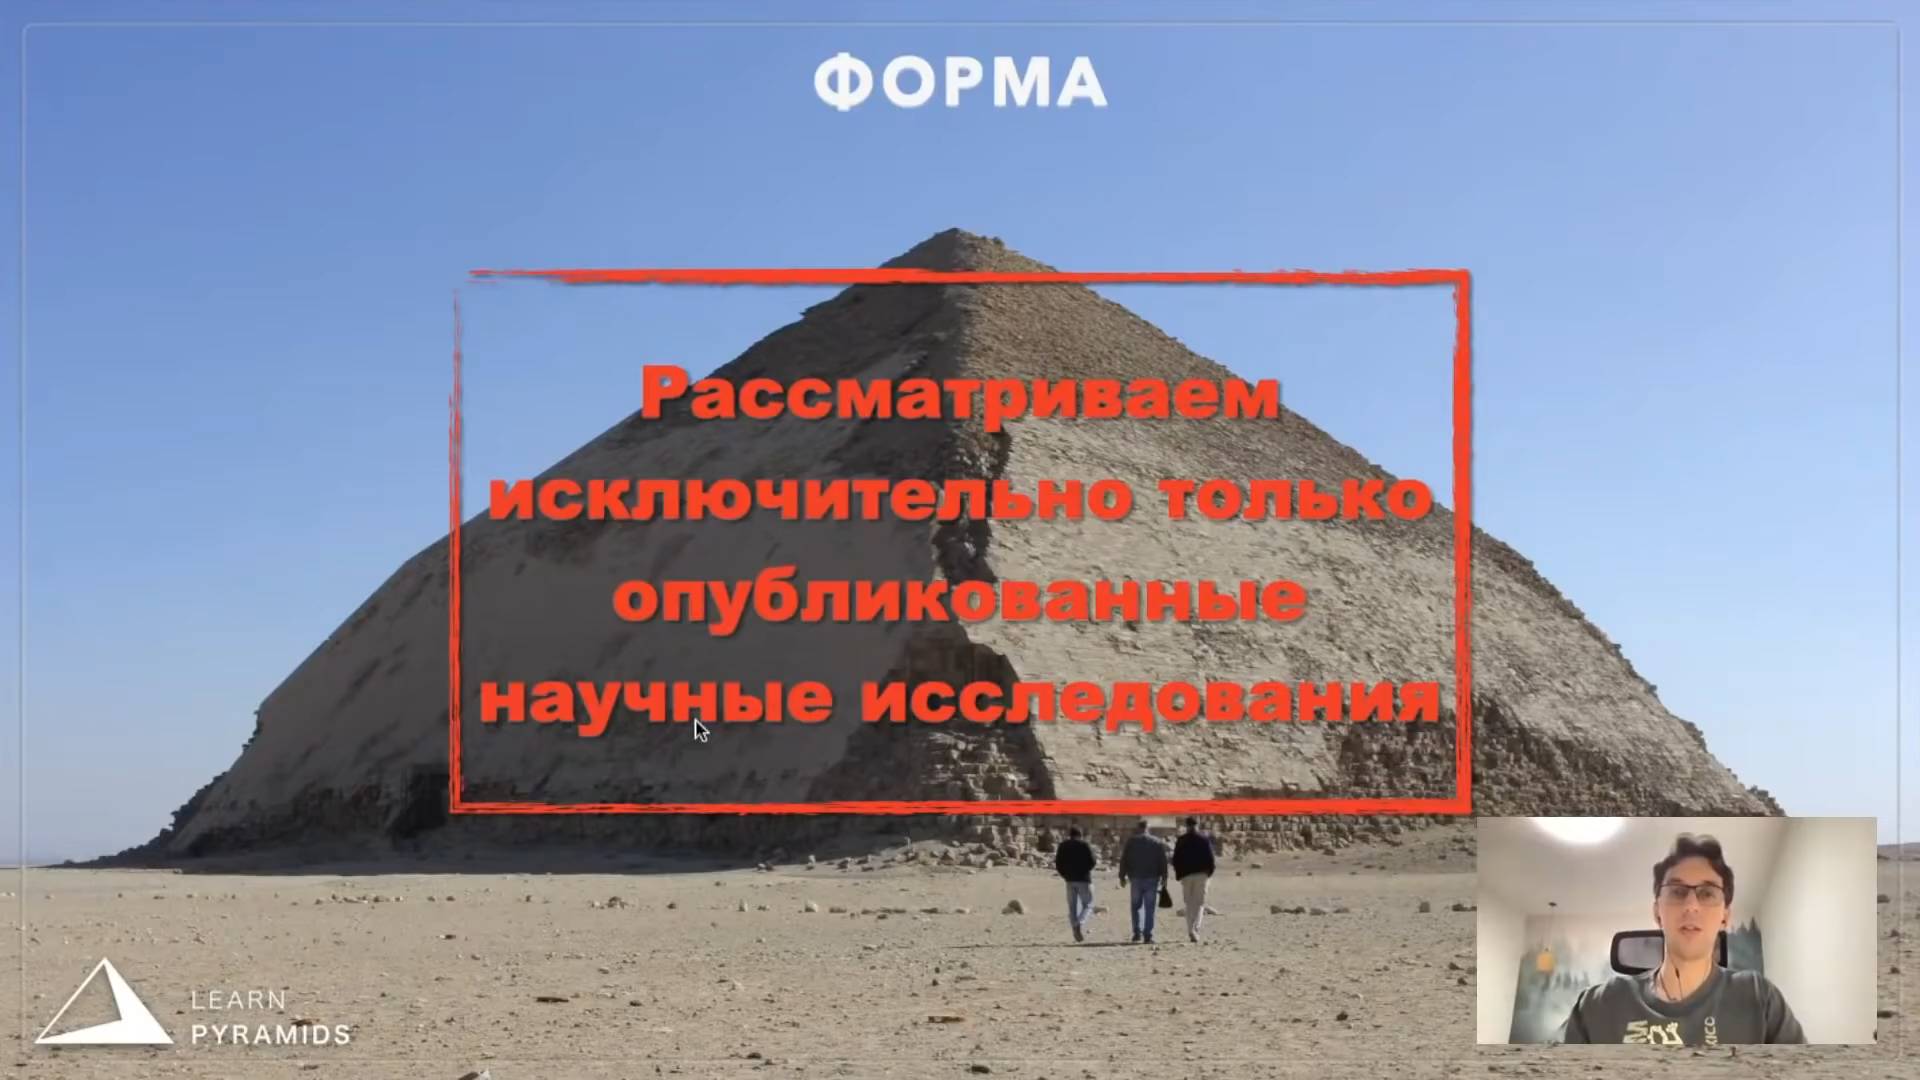 ФОРМА
Рассматриваем
исключительно только
опубликованные
научные исследования
LEARN
PYRAMIDS